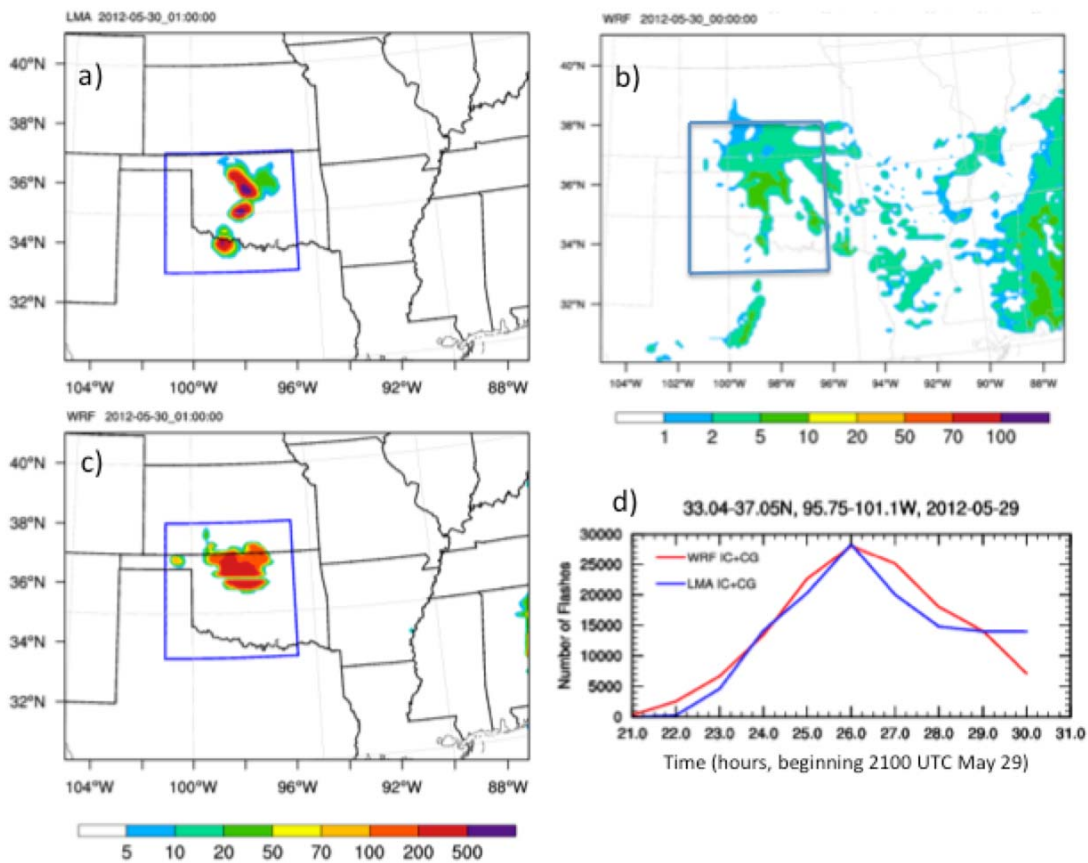 LMA 2012-05-30_01:00:00
a)
40°N
38°N
36°N
34°N
32°N
104°W 100°W 96°W 92°W 88°W
WRF 2012-05-30_00:00:00
b)
40°N
38°N
36°N
34°N
32°N
104°W 102°W 100°W 98°W 96°W 94°W 92°W 90°W 88°W
1 2 5 10 20 50 70 100
WRF 2012-05-30_01:00:00
c)
40°N
38°N
36°N
34°N
32°N
104°W 100°W 96°W 92°W 88°W
5 10 20 50 70 100 200 500
d)
33.04-37.05N, 95.75-101.1W, 2012-05-29
WRF IC+CG
LMA IC+CG
Number of Flashes
30000
25000
20000
15000
10000
5000
0
21.0 22.0 23.0 24.0 25.0 26.0 27.0 28.0 29.0 30.0 31.0
Time (hours, beginning 2100 UTC May 29)